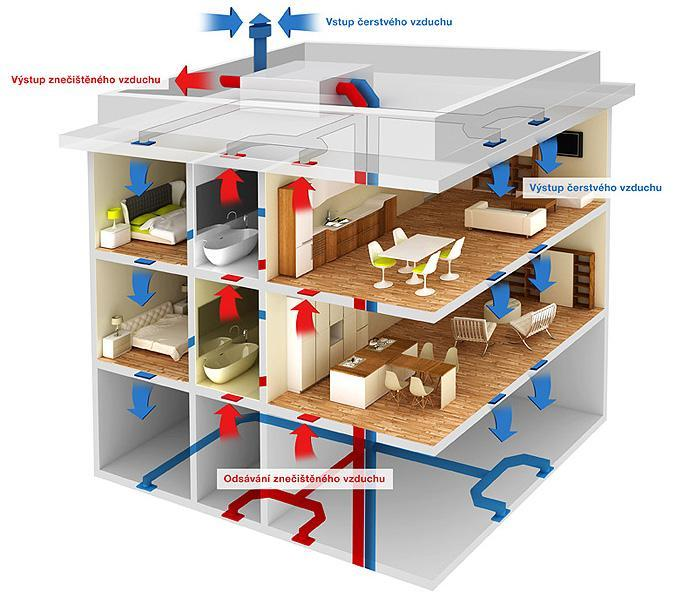 Vstup čerstvého vzduchu
Výstup znečištěného vzduchu
Výstup čerstvého vzduchu
Odsávání znečištěného vzduchu